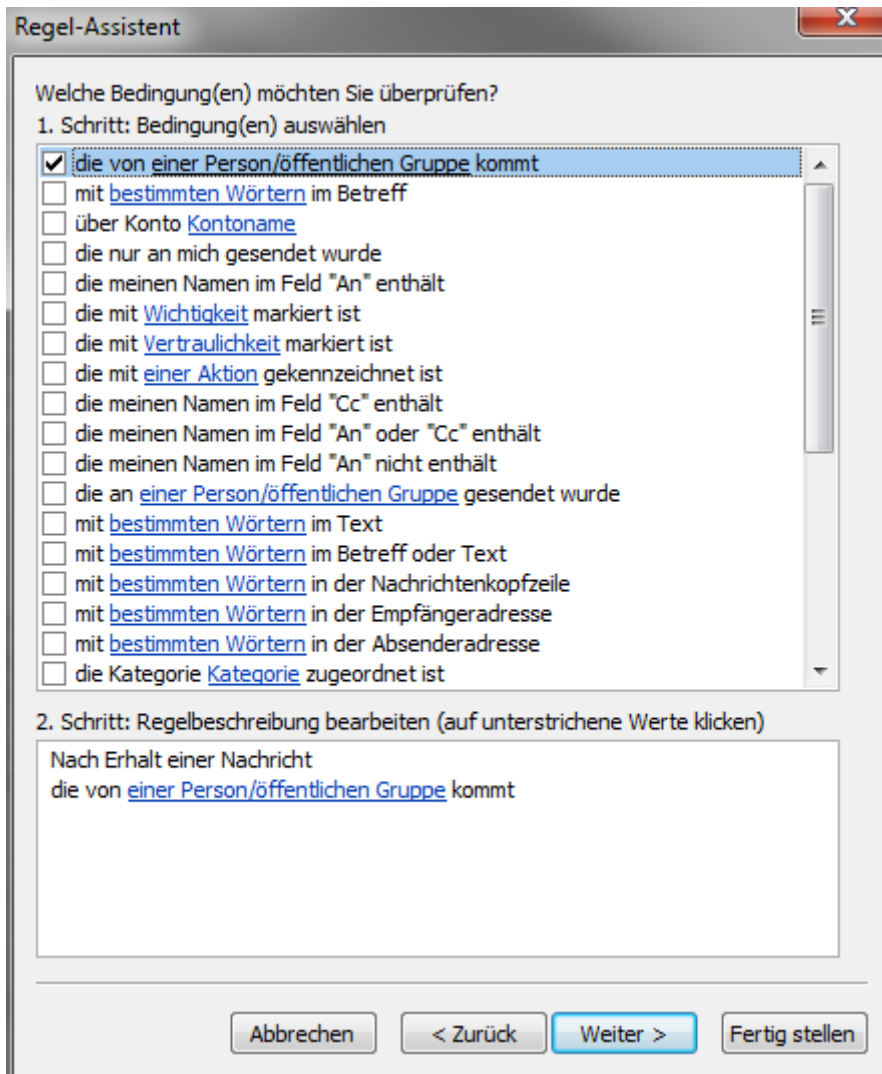 Regel-Assistent
Welche Bedingung(en) möchten Sie überprüfen?
1. Schritt: Bedingung(en) auswählen
die von einer Person/öffentlichen Gruppe kommt
mit bestimmten Wörtern im Betreff
über Konto Kontoname
die nur an mich gesendet wurde
die meinen Namen im Feld "An" enthält
die mit Wichtigkeit markiert ist
die mit Vertraulichkeit markiert ist
die mit einer Aktion gekennzeichnet ist
die meinen Namen im Feld "Cc" enthält
die meinen Namen im Feld "An" oder "Cc" enthält
die meinen Namen im Feld "An" nicht enthält
die an einer Person/öffentlichen Gruppe gesendet wurde
mit bestimmten Wörtern im Text
mit bestimmten Wörtern im Betreff oder Text
mit bestimmten Wörtern in der Nachrichtenkopfzeile
mit bestimmten Wörtern in der Empfängeradresse
mit bestimmten Wörtern in der Absenderadresse
die Kategorie Kategorie zugeordnet ist
2. Schritt: Regelbeschreibung bearbeiten (auf unterstrichene Werte klicken)
Nach Erhalt einer Nachricht
die von einer Person/öffentlichen Gruppe kommt
Abbrechen < Zurück Weiter > Fertig stellen